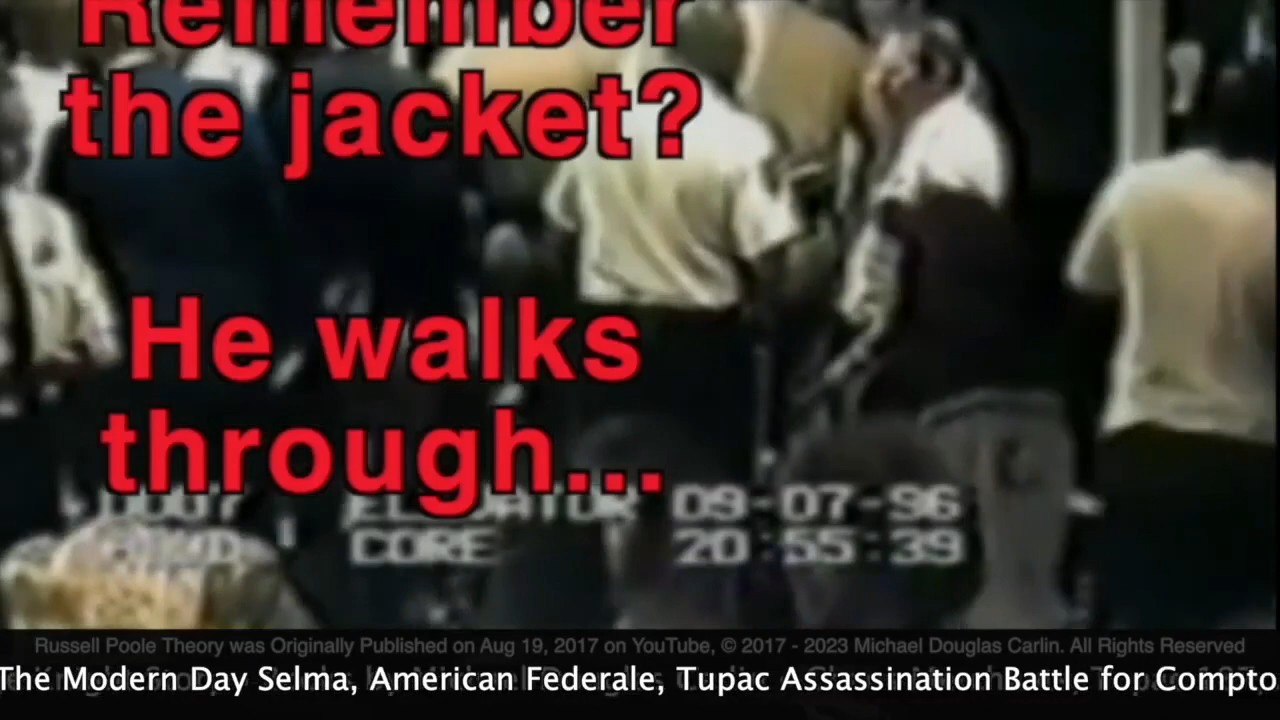 Remember
the jacket?
He walks
through...
ELEVATOR 09-07-96
CORE 20:55:39
Russell Poole Theory was Originally Published on Aug 19, 2017 on YouTube, © 2017 - 2023 Michael Douglas Carlin. All Rights Reserved
The Modern Day Selma, American Federale, Tupac Assassination Battle for Compto